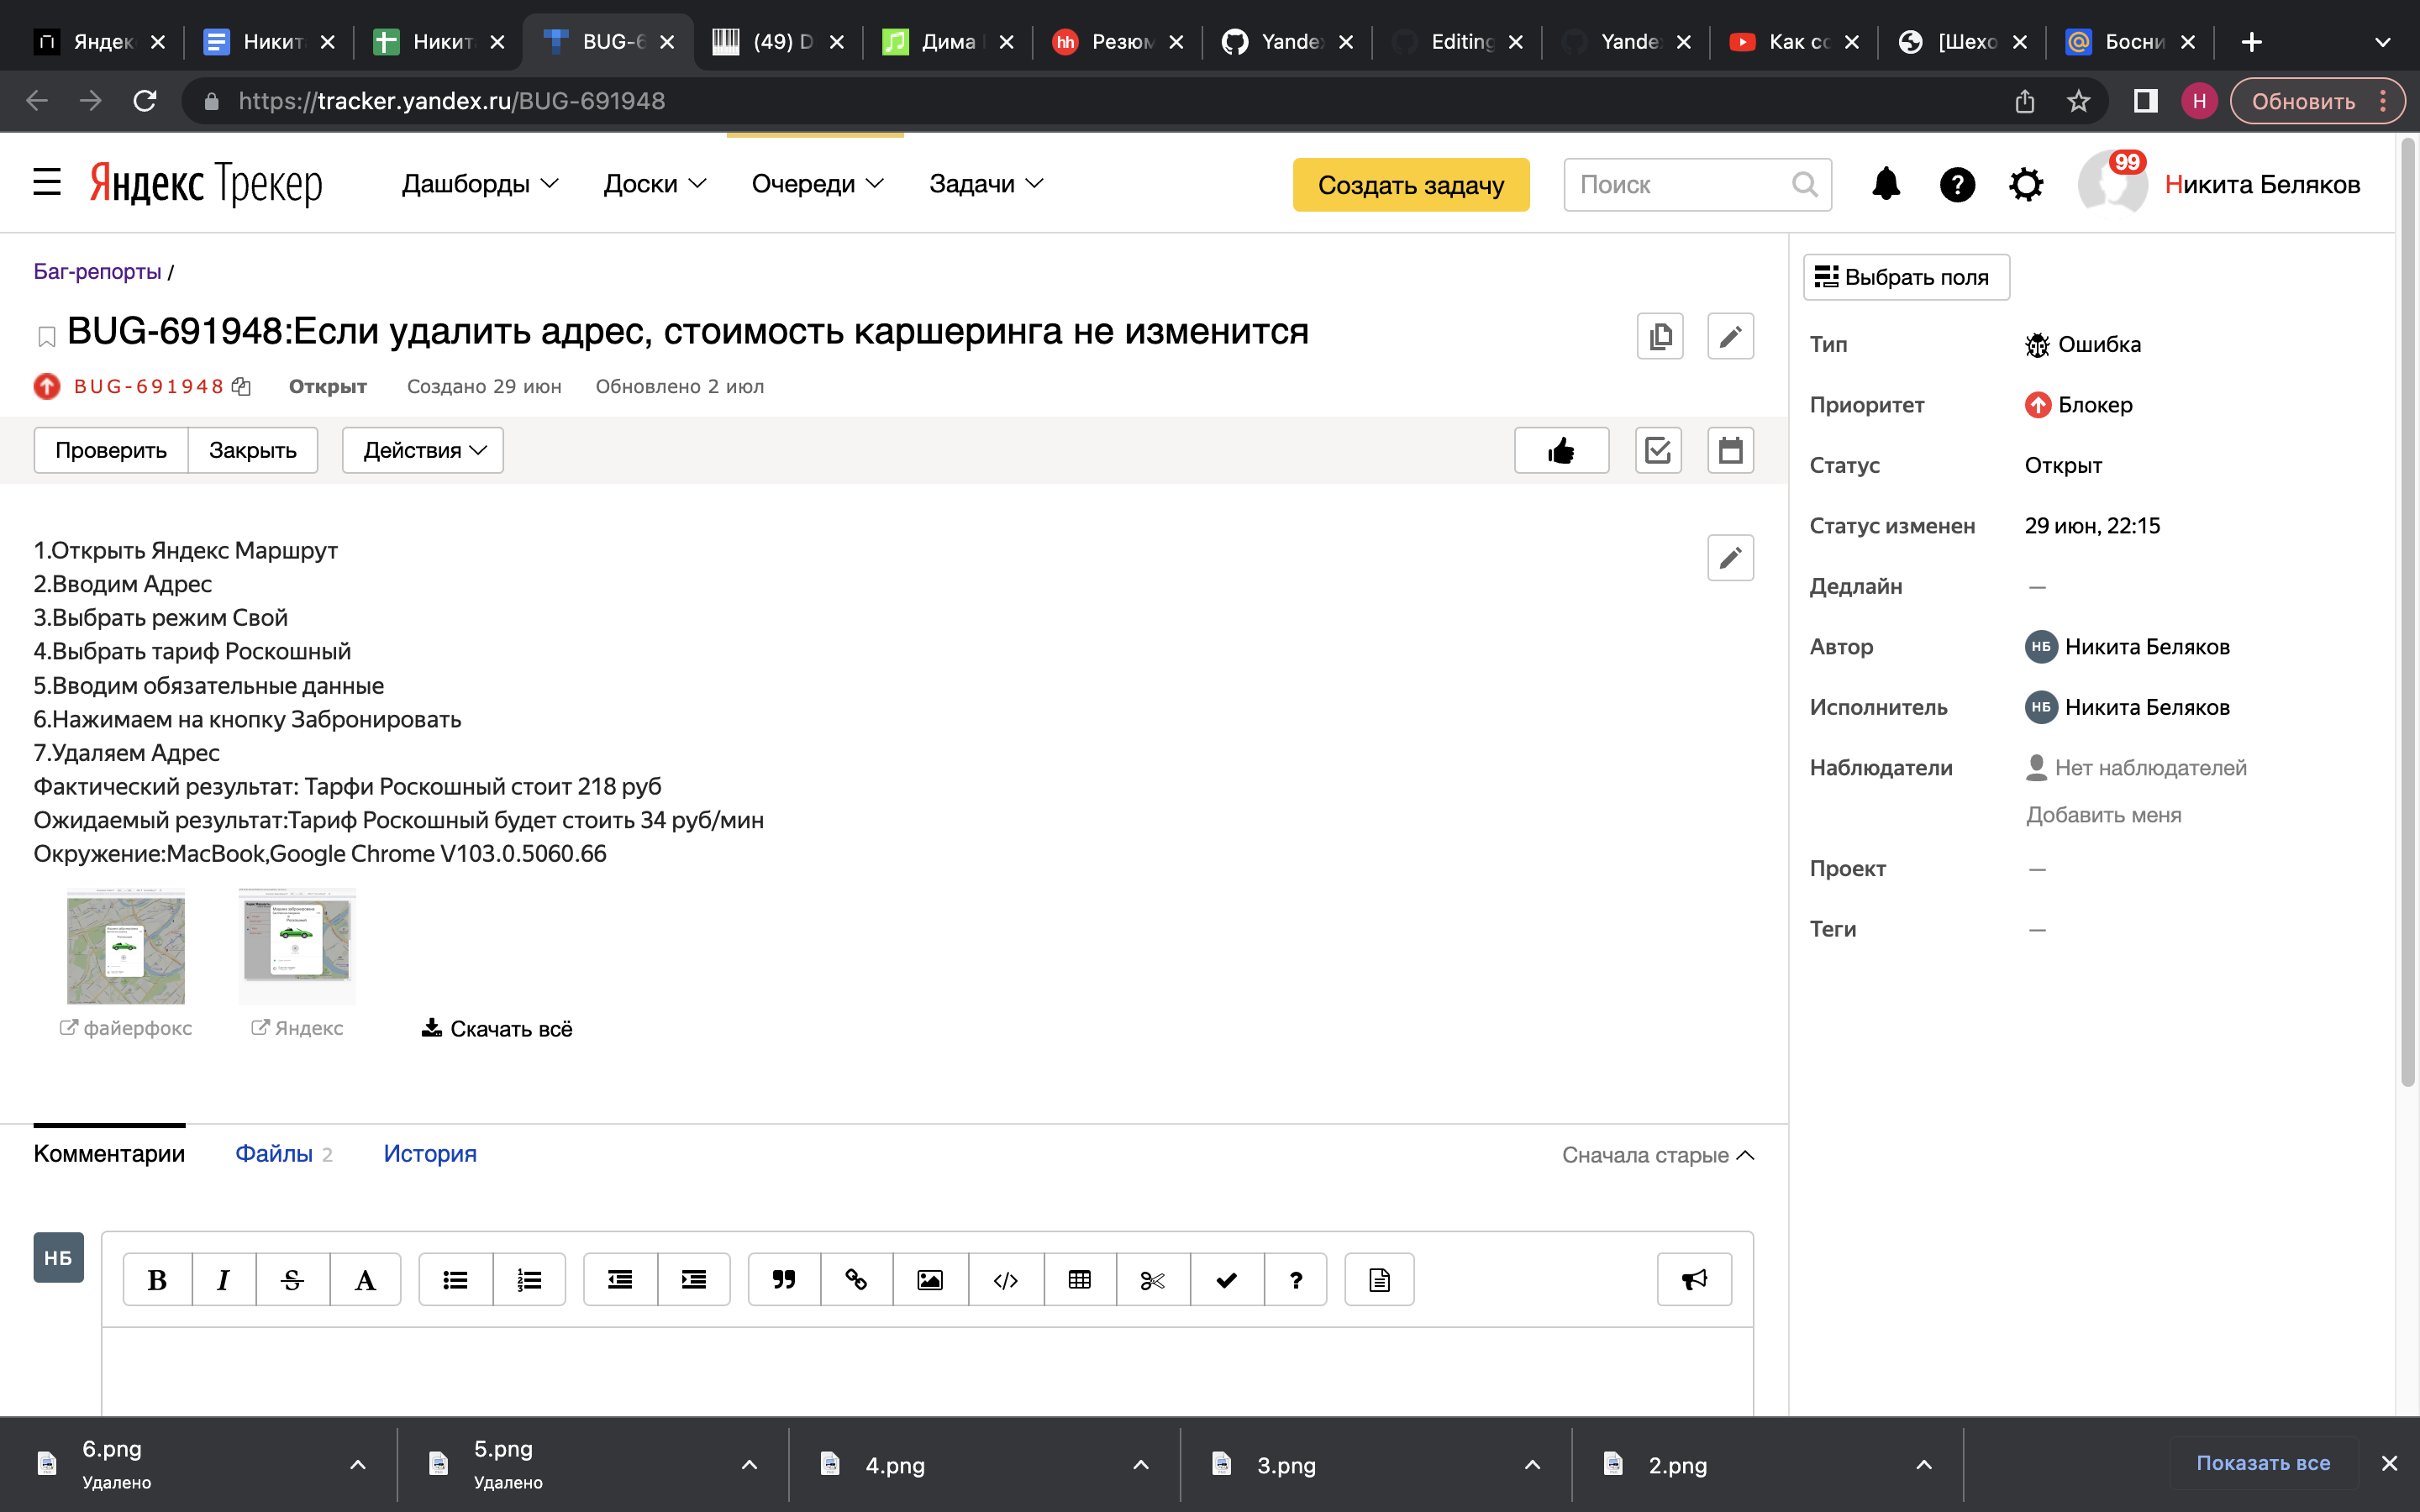 Яндек
Никит
Никит
BUG-6
(49) D
Дима
Резюм
Yande
Editing
Yande
Как сс
[Шехо
Босни
https://tracker.yandex.ru/BUG-691948
Н
Обновить
Яндекс Трекер
Дашборды
Доски
Очереди
Задачи
Создать задачу
Поиск
99
Никита Беляков
Баг-репорты /
BUG-691948:Если удалить адрес, стоимость каршеринга не изменится
BUG-691948 Открыт Создано 29 июн Обновлено 2 июл
Проверить Закрыть Действия
1.Открыть Яндекс Маршрут
2.Вводим Адрес
3.Выбрать режим Свой
4.Выбрать тариф Роскошный
5.Вводим обязательные данные
6.Нажимаем на кнопку Забронировать
7.Удаляем Адрес
Фактический результат: Тарфи Роскошный стоит 218 руб
Ожидаемый результат:Тариф Роскошный будет стоить 34 руб/мин
Окружение:MacBook,Google Chrome V103.0.5060.66
файерфокс Яндекс Скачать всё
Выбрать поля
Тип Ошибка
Приоритет Блокер
Статус Открыт
Статус изменен 29 июн, 22:15
Дедлайн —
Автор НБ Никита Беляков
Исполнитель НБ Никита Беляков
Наблюдатели Нет наблюдателей
Добавить меня
Проект —
Теги —
Комментарии Файлы 2 История Сначала старые
НБ
B I S A
6.png
Удалено
5.png
Удалено
4.png
3.png
2.png
Показать все